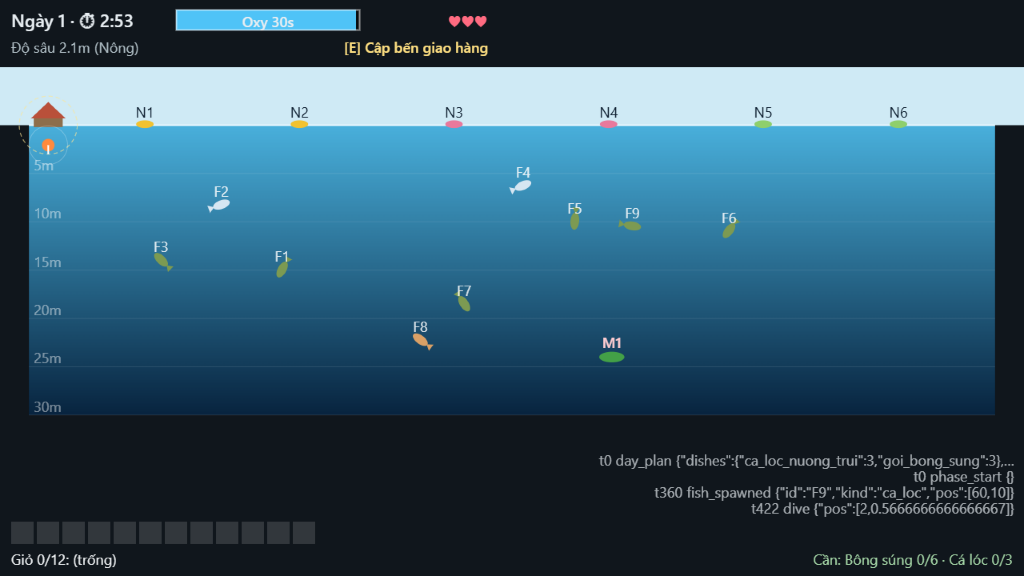 Ngày 1 · ⏱ 2:53
Oxy 30s
Độ sâu 2.1m (Nông)
[E] Cập bến giao hàng
N1
N2
N3
N4
N5
N6
5m
F4
F2
10m
F5
F9
F6
F3
F1
15m
F7
20m
F8
M1
25m
30m
t0 day_plan {"dishes":{"ca_loc_nuong_trui":3,"goi_bong_sung":3},...
t0 phase_start {}
t360 fish_spawned {"id":"F9","kind":"ca_loc","pos":[60,10]}
t422 dive {"pos":[2,0.5666666666666667]}
Giỏ 0/12: (trống)
Cần: Bông súng 0/6 · Cá lóc 0/3